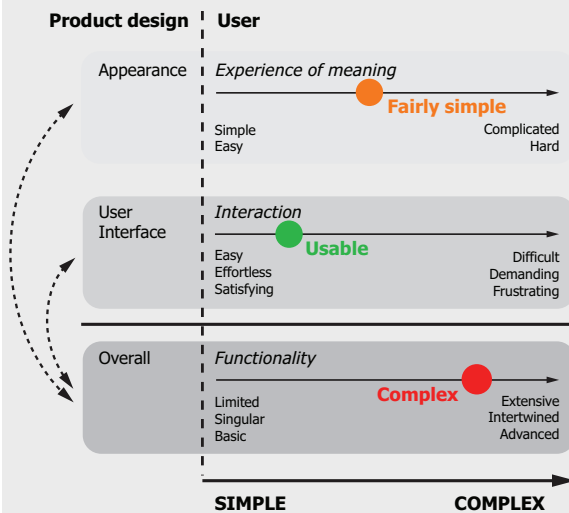 Product design
User
Appearance
Experience of meaning
Fairly simple
Simple
Easy
Complicated
Hard
User
Interface
Interaction
Usable
Easy
Effortless
Satisfying
Difficult
Demanding
Frustrating
Overall
Functionality
Complex
Limited
Singular
Basic
Extensive
Intertwined
Advanced
SIMPLE
COMPLEX